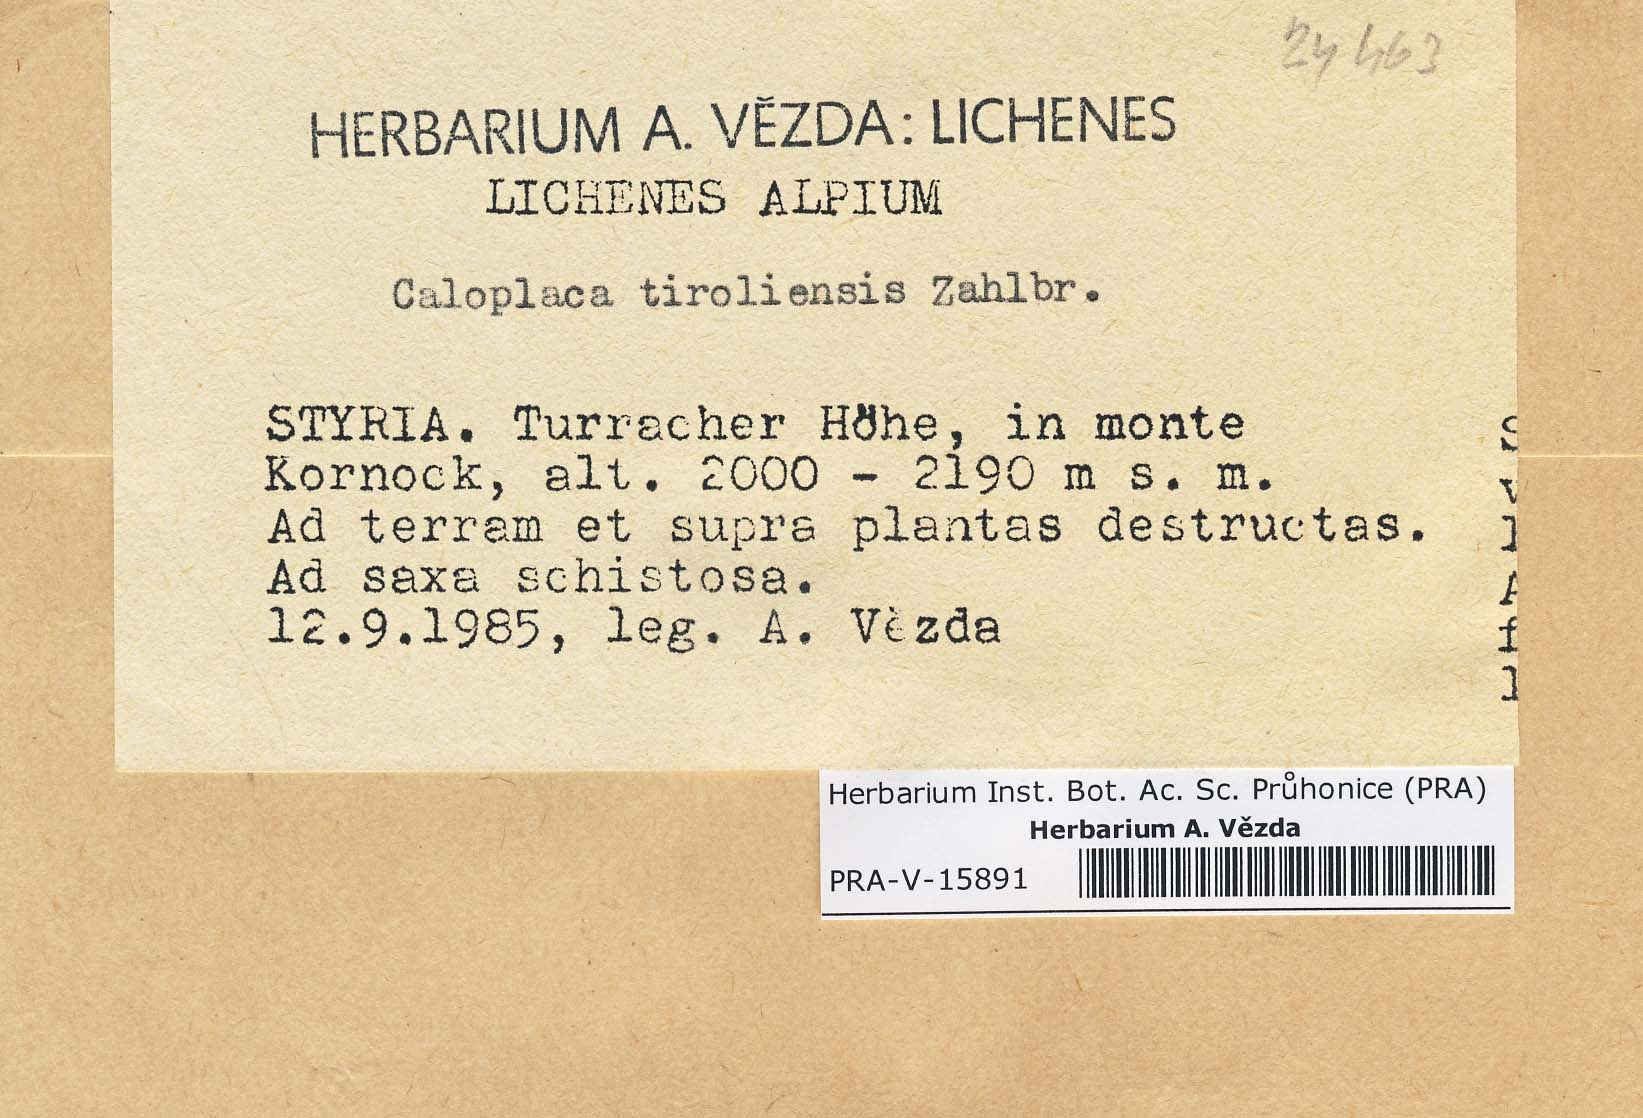 24 463
HERBARIUM A. VĚZDA: LICHENES
LICHENES ALPIUM
Caloplaca tiroliensis Zahlbr.
STYRIA. Turracher Höhe, in monte
Kornock, alt. 2000 - 2190 m s. m.
Ad terram et supra plantas destructas.
Ad saxa schistosa.
12.9.1985, leg. A. Vězda
Herbarium Inst. Bot. Ac. Sc. Průhonice (PRA)
Herbarium A. Vězda
PRA-V-15891